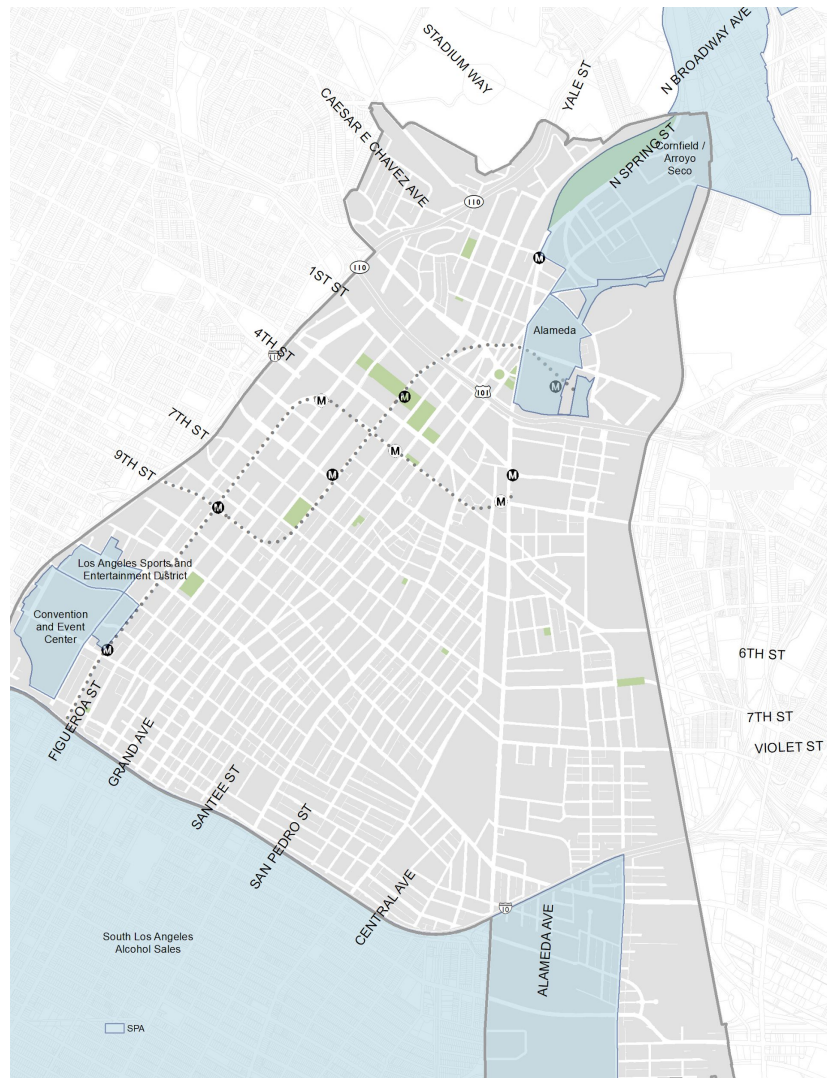 STADIUM WAY
YALE ST
N BROADWAY AVE
CAESAR E CHAVEZ AVE
N SPRING ST
Cornfield /
Arroyo
Seco
110
M
110
1ST ST
Alameda
4TH ST
10
M
101
M
M
7TH ST
M
9TH ST
M
M
M
M
Los Angeles Sports and
Entertainment District
Convention
and Event
Center
M
6TH ST
FIGUEROA ST
7TH ST
GRAND AVE
VIOLET ST
SANTEE ST
SAN PEDRO ST
CENTRAL AVE
10
ALAMEDA AVE
South Los Angeles
Alcohol Sales
SPA